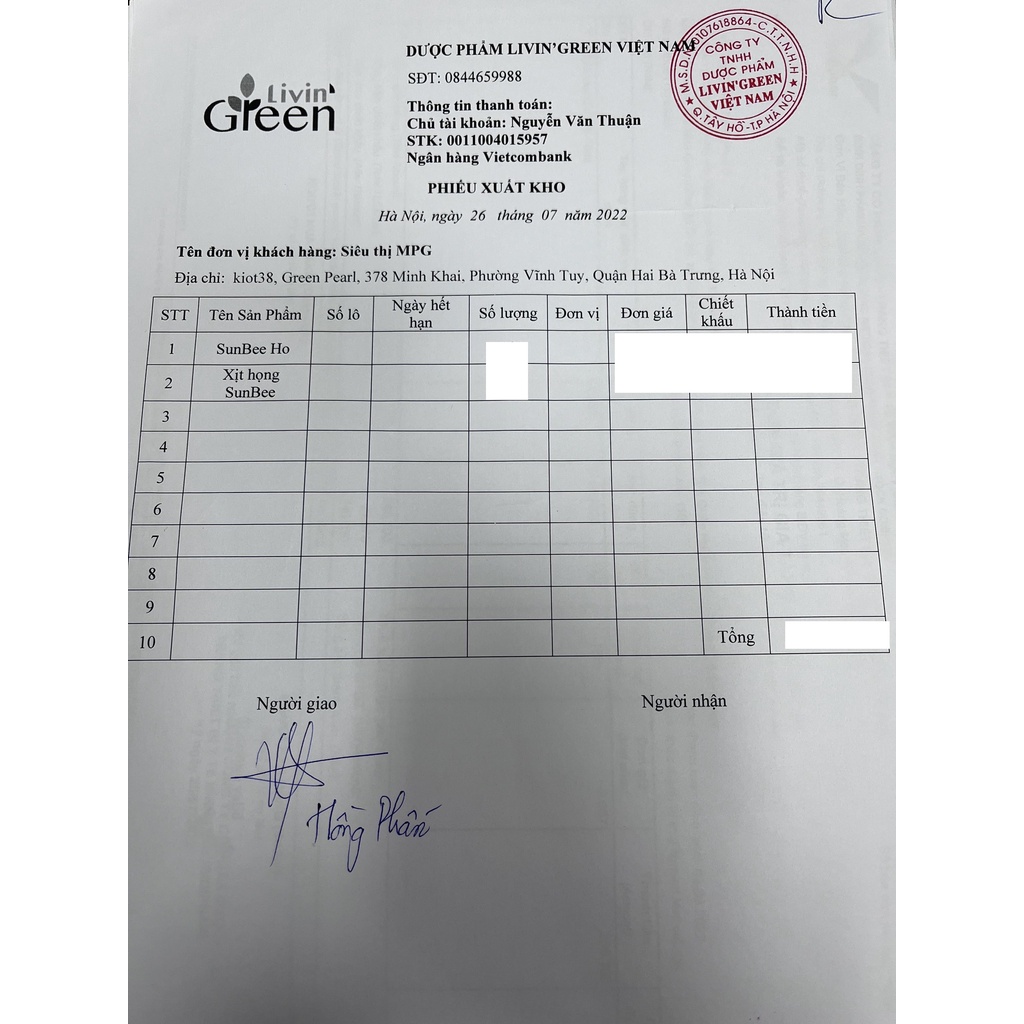 DƯỢC PHẨM LIVIN'GREEN VIỆT NAM
SĐT: 0844659988
Livin'
Green
Thông tin thanh toán:
Chủ tài khoản: Nguyễn Văn Thuận
STK: 0011004015957
Ngân hàng Vietcombank
M.S.D.N:0107618864-C.T.T.N.H.H
CÔNG TY
TNHH
DƯỢC PHẨM
LIVIN'GREEN
VIỆT NAM
Q.TÂY HỒ-T.P HÀ NỘI
PHIẾU XUẤT KHO
Hà Nội, ngày 26 tháng 07 năm 2022
Tên đơn vị khách hàng: Siêu thị MPG
Địa chỉ: kiot38, Green Pearl, 378 Minh Khai, Phường Vĩnh Tuy, Quận Hai Bà Trưng, Hà Nội
STT Tên Sản Phẩm Số lô Ngày hết hạn Số lượng Đơn vị Đơn giá Chiết khấu Thành tiền
1 SunBee Ho
2 Xịt họng SunBee
3
4
5
6
7
8
9
10 Tổng
Người giao Người nhận
Hồng Phấn